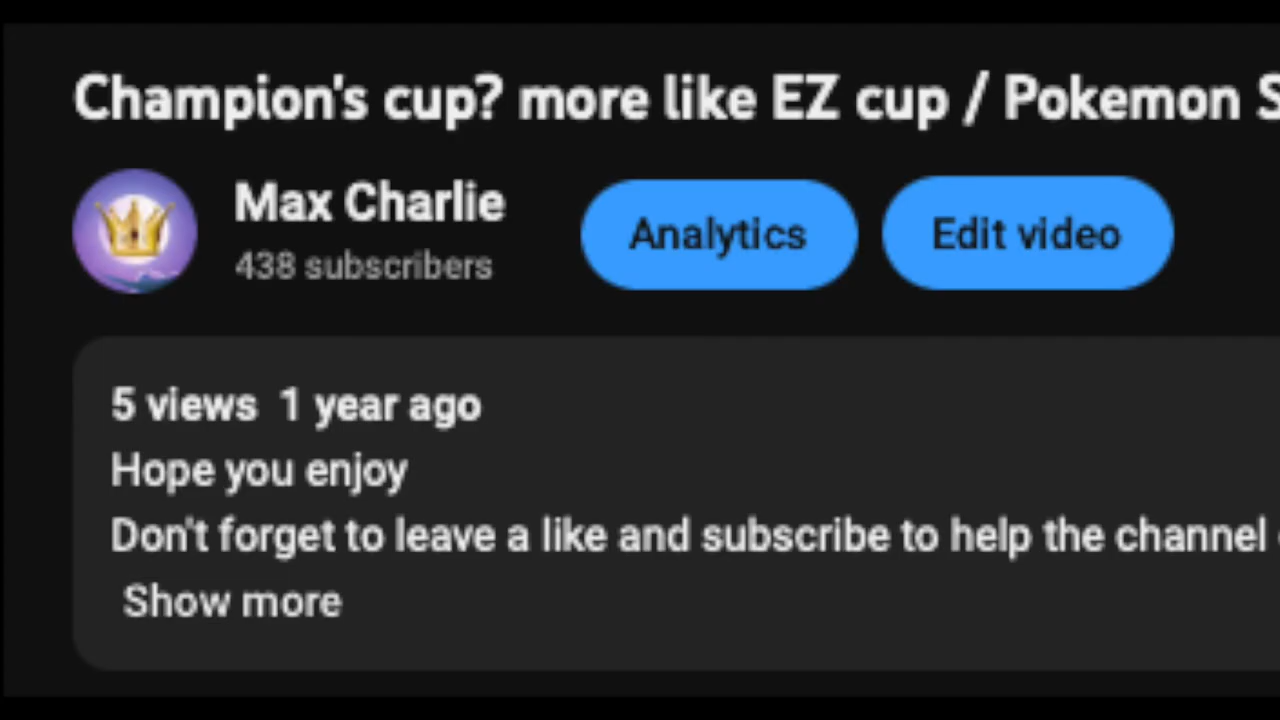 Champion's cup? more like EZ cup / Pokemon S
Max Charlie
438 subscribers
Analytics
Edit video
5 views 1 year ago
Hope you enjoy
Don't forget to leave a like and subscribe to help the channel
Show more